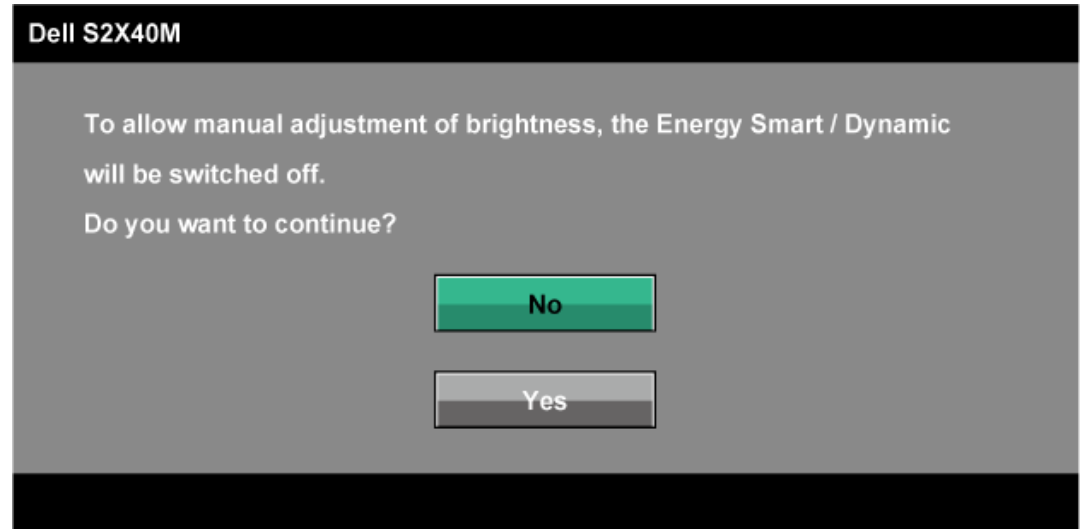 Dell S2X40M
To allow manual adjustment of brightness, the Energy Smart / Dynamic
will be switched off.
Do you want to continue?
No
Yes